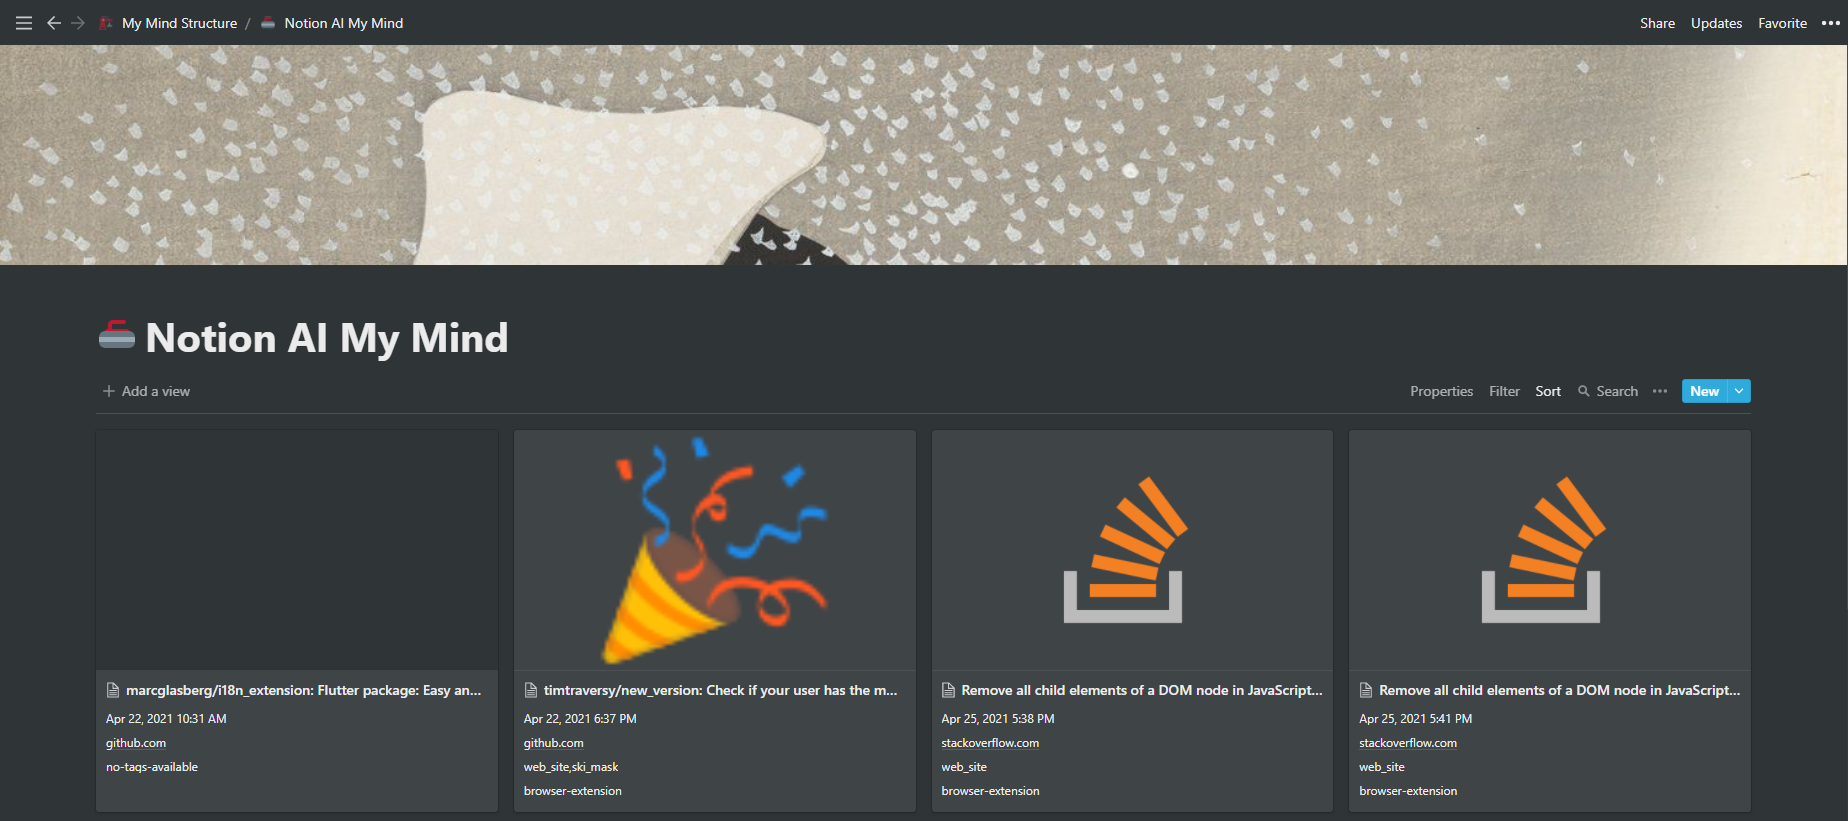 My Mind Structure / Notion AI My Mind
Share Updates Favorite
Notion AI My Mind
Add a view
Properties Filter Sort Search New
marcglasberg/i18n_extension: Flutter package: Easy an...
Apr 22, 2021 10:31 AM
github.com
no-tags-available
timtraversy/new_version: Check if your user has the m...
Apr 22, 2021 6:37 PM
github.com
web_site,ski_mask
browser-extension
Remove all child elements of a DOM node in JavaScript...
Apr 25, 2021 5:38 PM
stackoverflow.com
web_site
browser-extension
Remove all child elements of a DOM node in JavaScript...
Apr 25, 2021 5:41 PM
stackoverflow.com
web_site
browser-extension